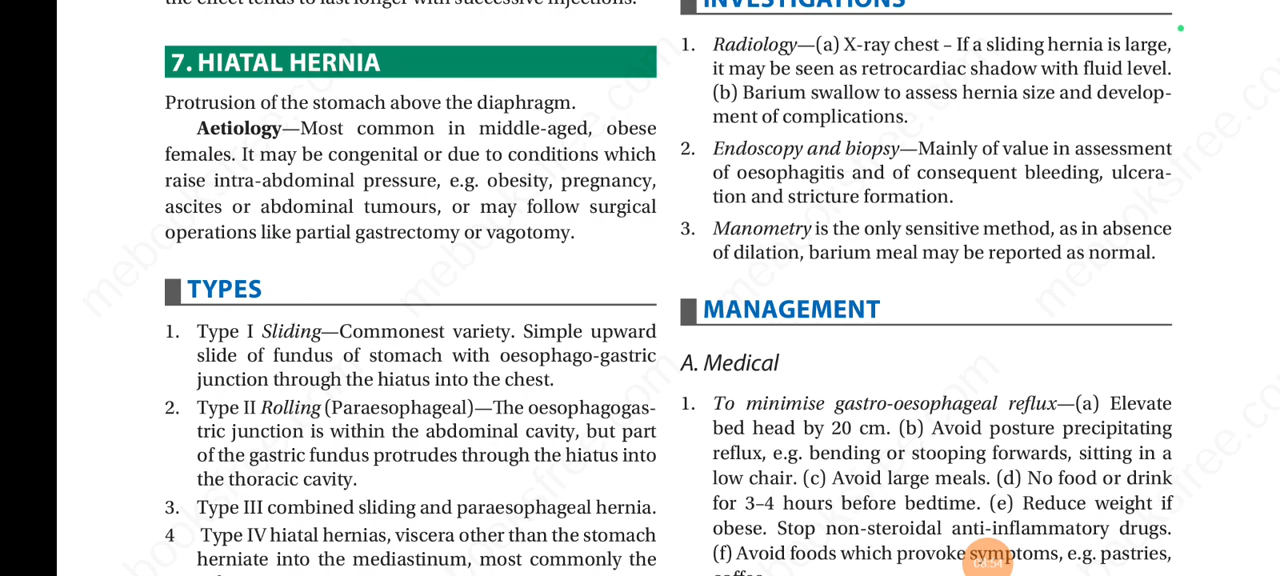 the effect tends to last longer with successive injections.
7. HIATAL HERNIA
Protrusion of the stomach above the diaphragm.
Aetiology—Most common in middle-aged, obese
females. It may be congenital or due to conditions which
raise intra-abdominal pressure, e.g. obesity, pregnancy,
ascites or abdominal tumours, or may follow surgical
operations like partial gastrectomy or vagotomy.
TYPES
1. Type I Sliding—Commonest variety. Simple upward
slide of fundus of stomach with oesophago-gastric
junction through the hiatus into the chest.
2. Type II Rolling (Paraesophageal)—The oesophagogas-
tric junction is within the abdominal cavity, but part
of the gastric fundus protrudes through the hiatus into
the thoracic cavity.
3. Type III combined sliding and paraesophageal hernia.
4 Type IV hiatal hernias, viscera other than the stomach
herniate into the mediastinum, most commonly the
INVESTIGATIONS
1. Radiology—(a) X-ray chest – If a sliding hernia is large,
it may be seen as retrocardiac shadow with fluid level.
(b) Barium swallow to assess hernia size and develop-
ment of complications.
2. Endoscopy and biopsy—Mainly of value in assessment
of oesophagitis and of consequent bleeding, ulcera-
tion and stricture formation.
3. Manometry is the only sensitive method, as in absence
of dilation, barium meal may be reported as normal.
MANAGEMENT
A. Medical
1. To minimise gastro-oesophageal reflux—(a) Elevate
bed head by 20 cm. (b) Avoid posture precipitating
reflux, e.g. bending or stooping forwards, sitting in a
low chair. (c) Avoid large meals. (d) No food or drink
for 3–4 hours before bedtime. (e) Reduce weight if
obese. Stop non-steroidal anti-inflammatory drugs.
(f) Avoid foods which provoke symptoms, e.g. pastries,
08:54